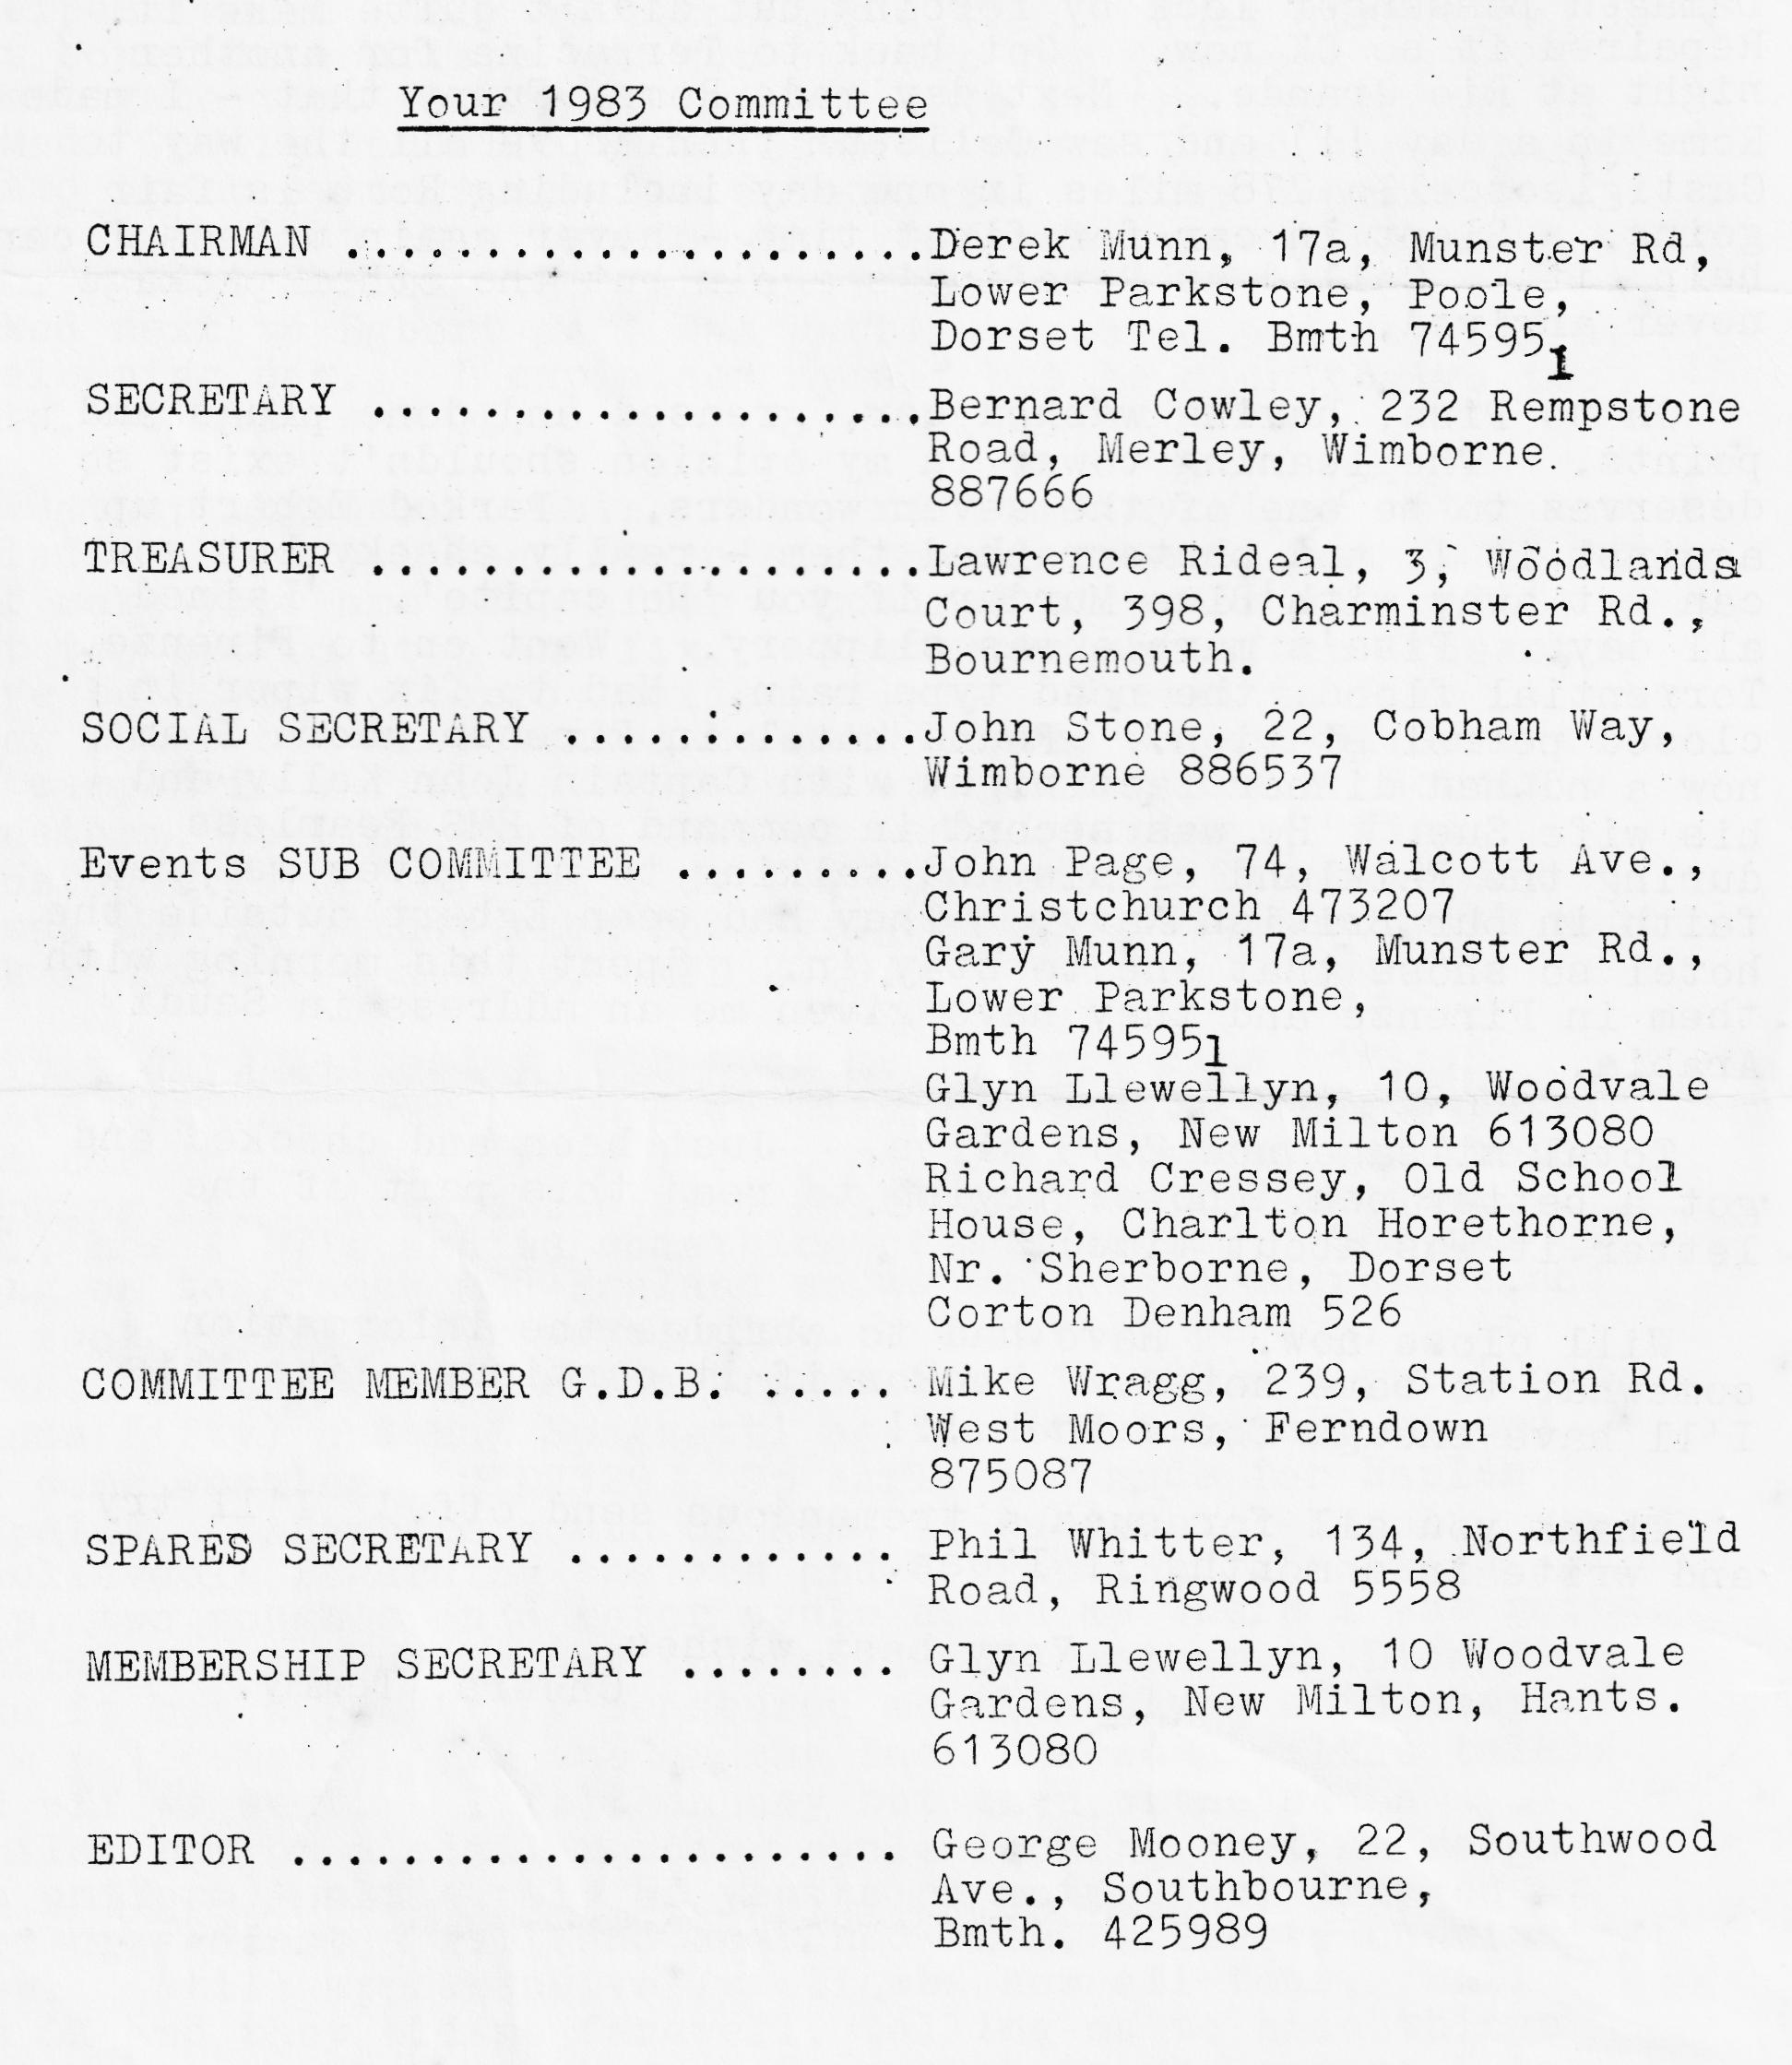 Your 1983 Committee
CHAIRMAN .....................Derek Munn, 17a, Munster Rd,
Lower Parkstone, Poole,
Dorset Tel. Bmth 745951
SECRETARY ....................Bernard Cowley, 232 Rempstone
Road, Merley, Wimborne.
887666
TREASURER ....................Lawrence Rideal, 3, Woodlands
Court, 398, Charminster Rd.,
Bournemouth.
SOCIAL SECRETARY .............John Stone, 22, Cobham Way,
Wimborne 886537
Events SUB COMMITTEE .........John Page, 74, Walcott Ave.,
Christchurch 473207
Gary Munn, 17a, Munster Rd.,
Lower Parkstone,
Bmth 745951
Glyn Llewellyn, 10, Woodvale
Gardens, New Milton 613080
Richard Cressey, Old School
House, Charlton Horethorne,
Nr. Sherborne, Dorset
Corton Denham 526
COMMITTEE MEMBER G.D.B. ..... Mike Wragg, 239, Station Rd.
West Moors, Ferndown
875087
SPARES SECRETARY ............ Phil Whitter, 134, Northfield
Road, Ringwood 5558
MEMBERSHIP SECRETARY ........ Glyn Llewellyn, 10 Woodvale
Gardens, New Milton, Hants.
613080
EDITOR ...................... George Mooney, 22, Southwood
Ave., Southbourne,
Bmth. 425989